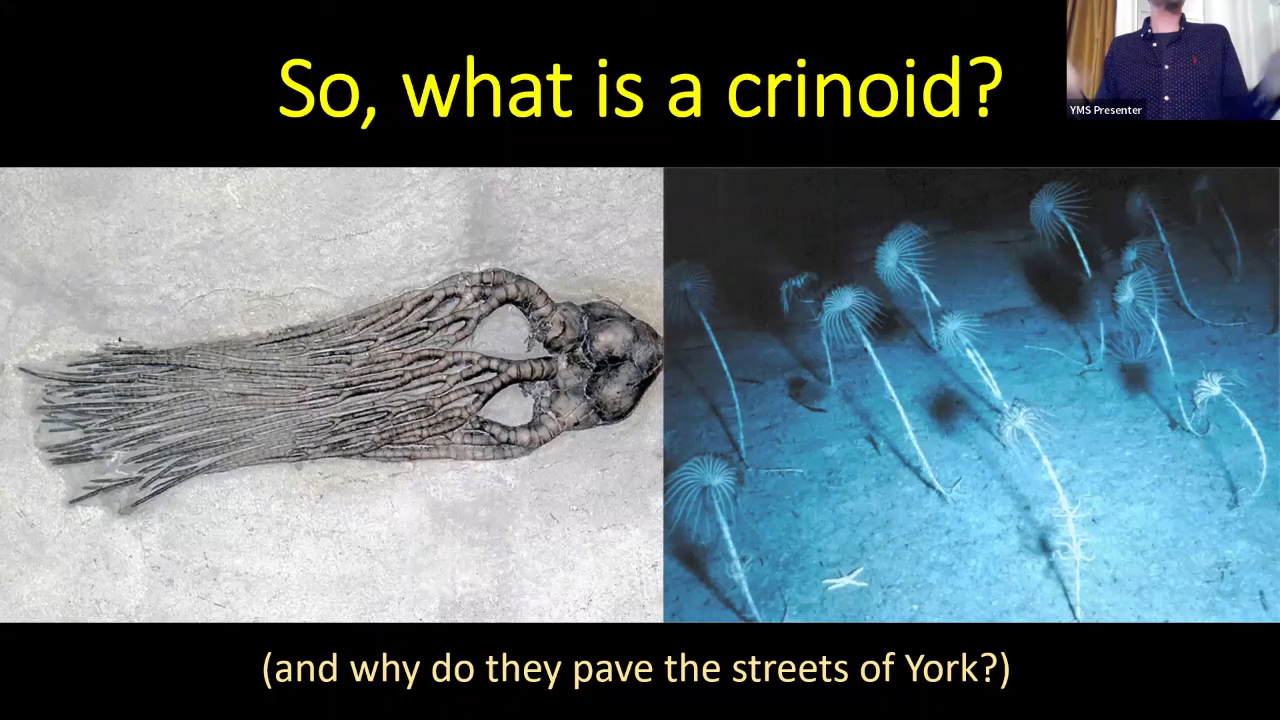 So, what is a crinoid?
YMS Presenter
(and why do they pave the streets of York?)